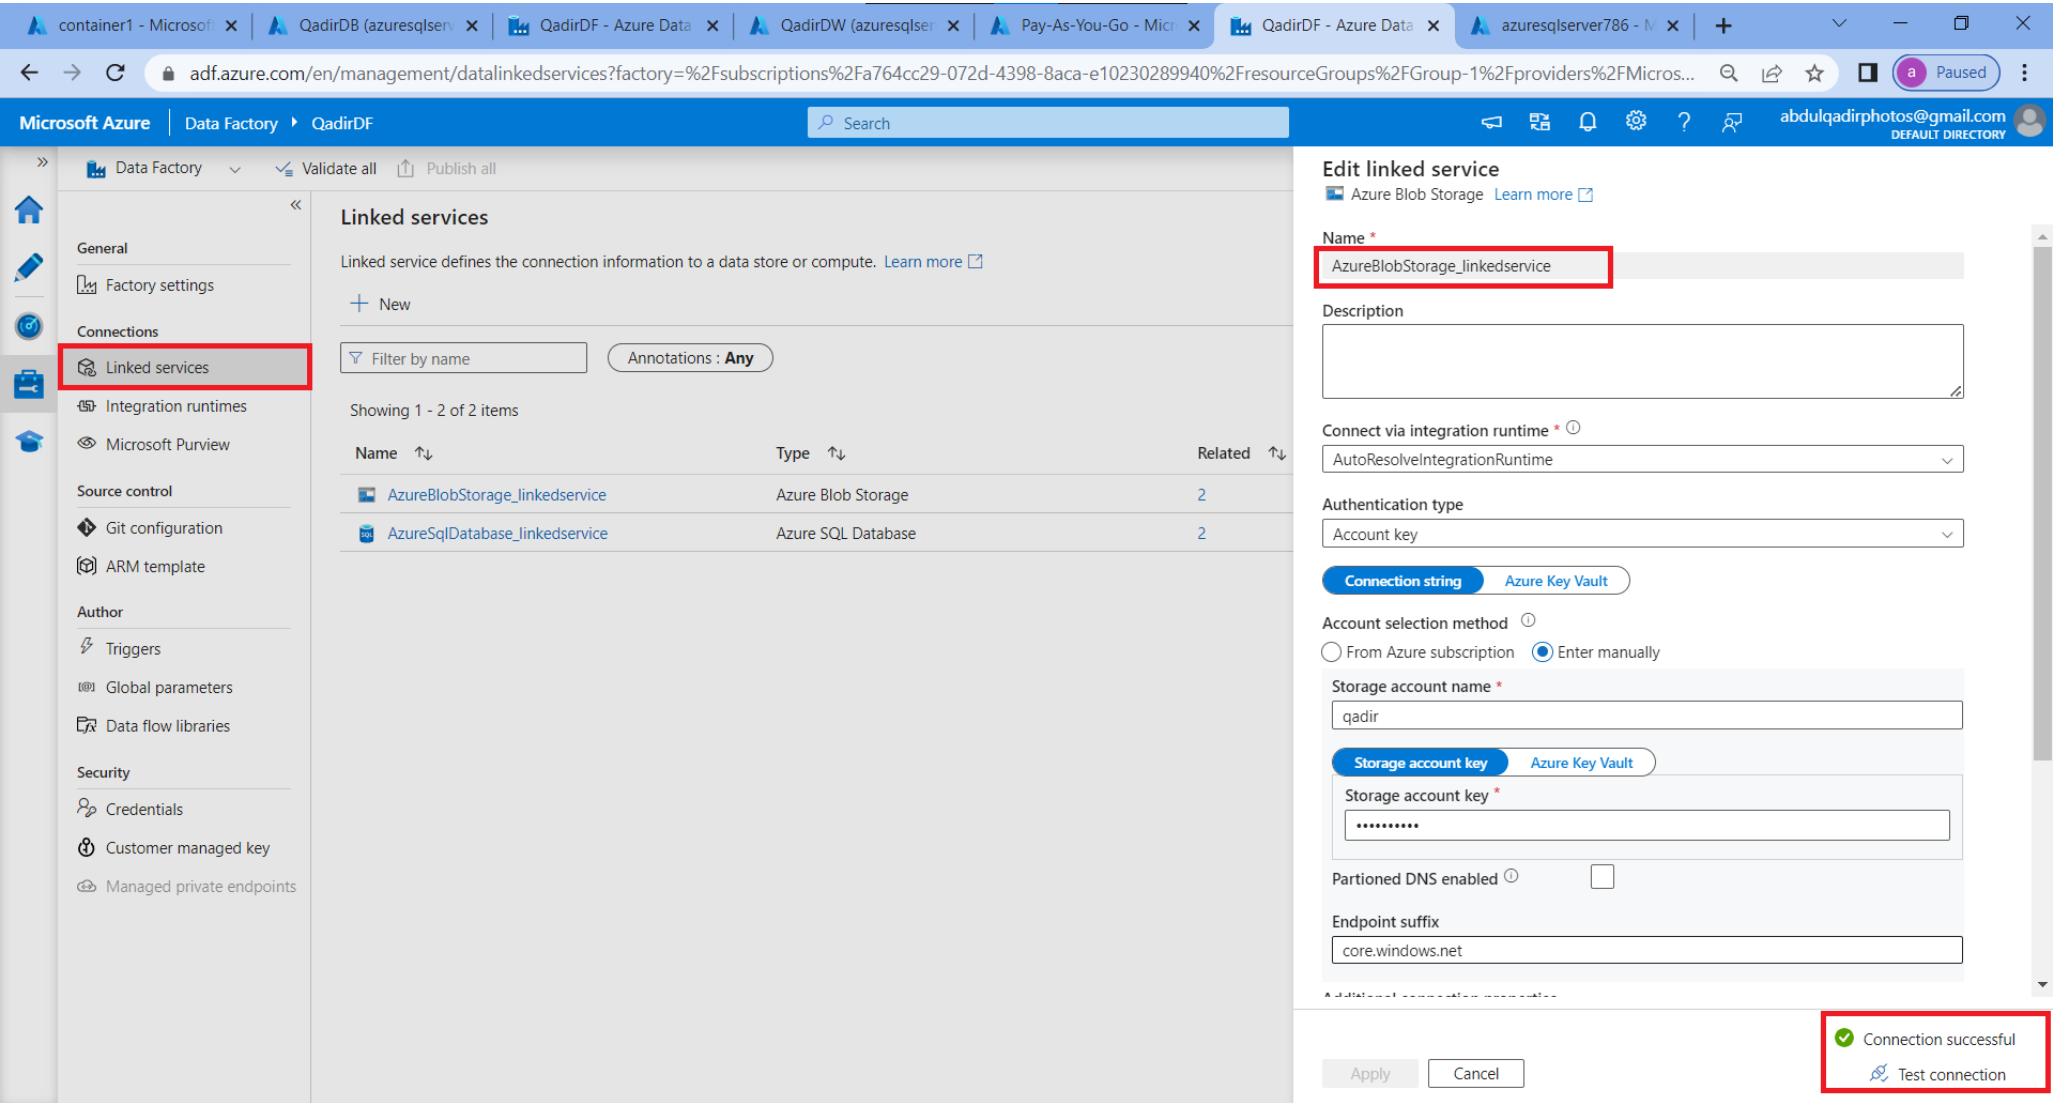 container1 - Microsoft
QadirDB (azuresqlserv
QadirDF - Azure Data
QadirDW (azuresqlser
Pay-As-You-Go - Micr
QadirDF - Azure Data
azuresqlserver786 - M
adf.azure.com/en/management/datalinkedservices?factory=%2Fsubscriptions%2Fa764cc29-072d-4398-8aca-e10230289940%2FresourceGroups%2FGroup-1%2Fproviders%2FMicros...
a Paused
Microsoft Azure
Data Factory
QadirDF
Search
abdulqadirphotos@gmail.com
DEFAULT DIRECTORY
Data Factory
Validate all
Publish all
General
Factory settings
Connections
Linked services
Integration runtimes
Microsoft Purview
Source control
Git configuration
ARM template
Author
Triggers
Global parameters
Data flow libraries
Security
Credentials
Customer managed key
Managed private endpoints
Linked services
Linked service defines the connection information to a data store or compute. Learn more
New
Filter by name
Annotations : Any
Showing 1 - 2 of 2 items
Name Type Related
AzureBlobStorage_linkedservice Azure Blob Storage 2
AzureSqlDatabase_linkedservice Azure SQL Database 2
Edit linked service
Azure Blob Storage Learn more
Name *
AzureBlobStorage_linkedservice
Description
Connect via integration runtime *
AutoResolveIntegrationRuntime
Authentication type
Account key
Connection string Azure Key Vault
Account selection method
From Azure subscription Enter manually
Storage account name *
qadir
Storage account key Azure Key Vault
Storage account key *
••••••••••
Partioned DNS enabled
Endpoint suffix
core.windows.net
Additional connection properties
Connection successful
Test connection
Apply Cancel